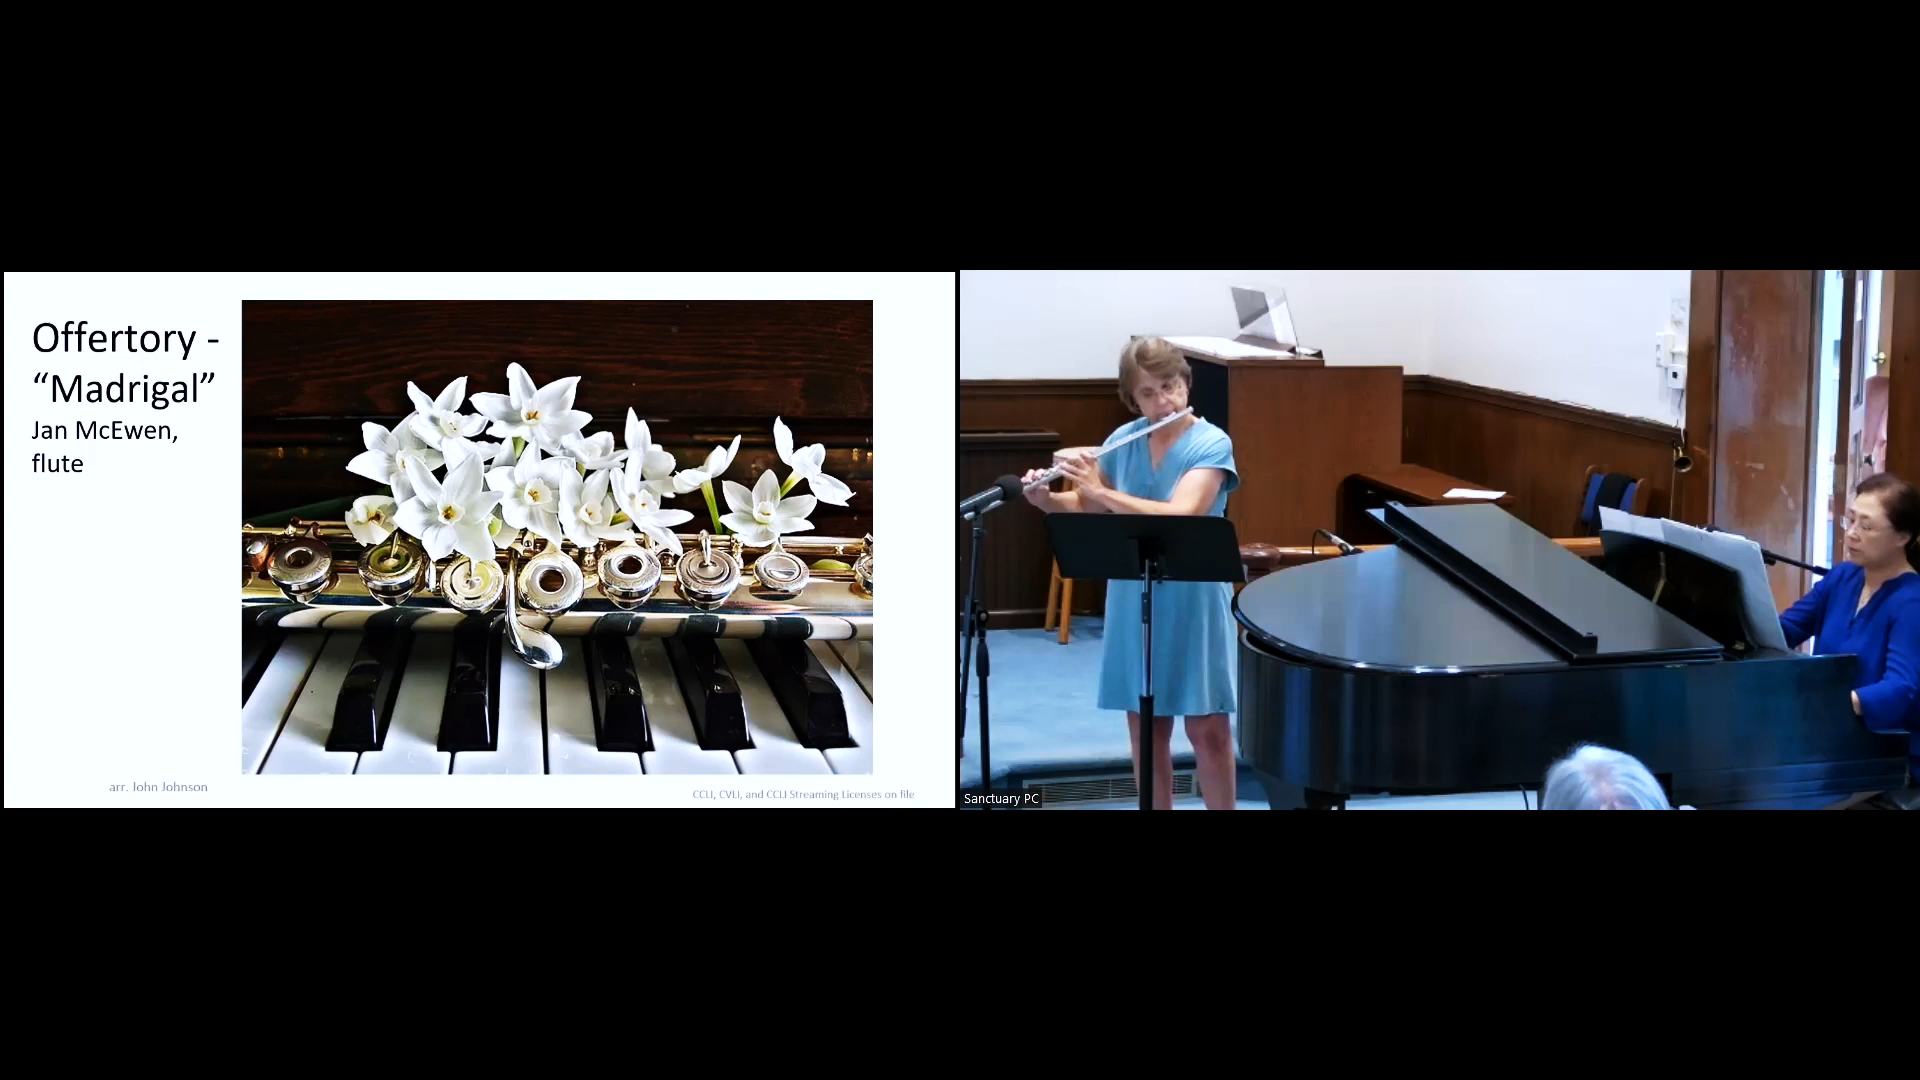 Offertory -
“Madrigal”
Jan McEwen,
flute
arr. John Johnson
CCLI, CVLI, and CCLI Streaming Licenses on file
Sanctuary PC